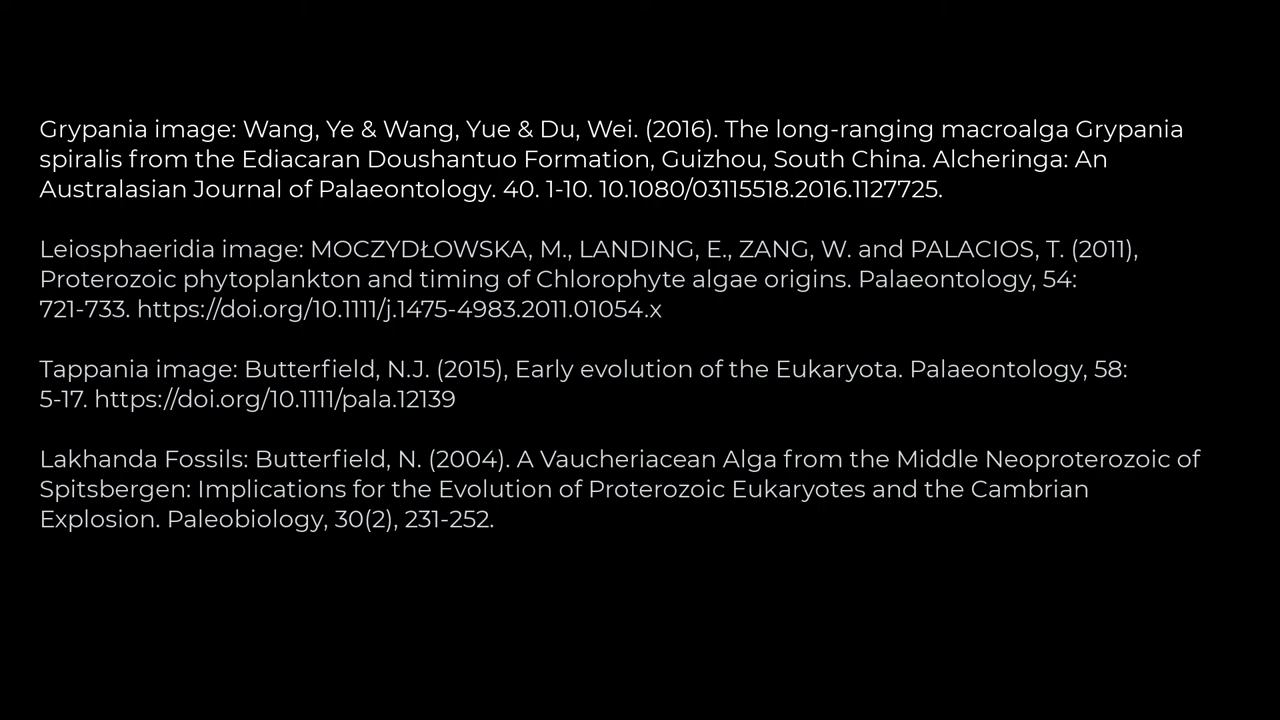 Grypania image: Wang, Ye & Wang, Yue & Du, Wei. (2016). The long-ranging macroalga Grypania
spiralis from the Ediacaran Doushantuo Formation, Guizhou, South China. Alcheringa: An
Australasian Journal of Palaeontology. 40. 1-10. 10.1080/03115518.2016.1127725.
Leiosphaeridia image: MOCZYDŁOWSKA, M., LANDING, E., ZANG, W. and PALACIOS, T. (2011),
Proterozoic phytoplankton and timing of Chlorophyte algae origins. Palaeontology, 54:
721-733. https://doi.org/10.1111/j.1475-4983.2011.01054.x
Tappania image: Butterfield, N.J. (2015), Early evolution of the Eukaryota. Palaeontology, 58:
5-17. https://doi.org/10.1111/pala.12139
Lakhanda Fossils: Butterfield, N. (2004). A Vaucheriacean Alga from the Middle Neoproterozoic of
Spitsbergen: Implications for the Evolution of Proterozoic Eukaryotes and the Cambrian
Explosion. Paleobiology, 30(2), 231-252.